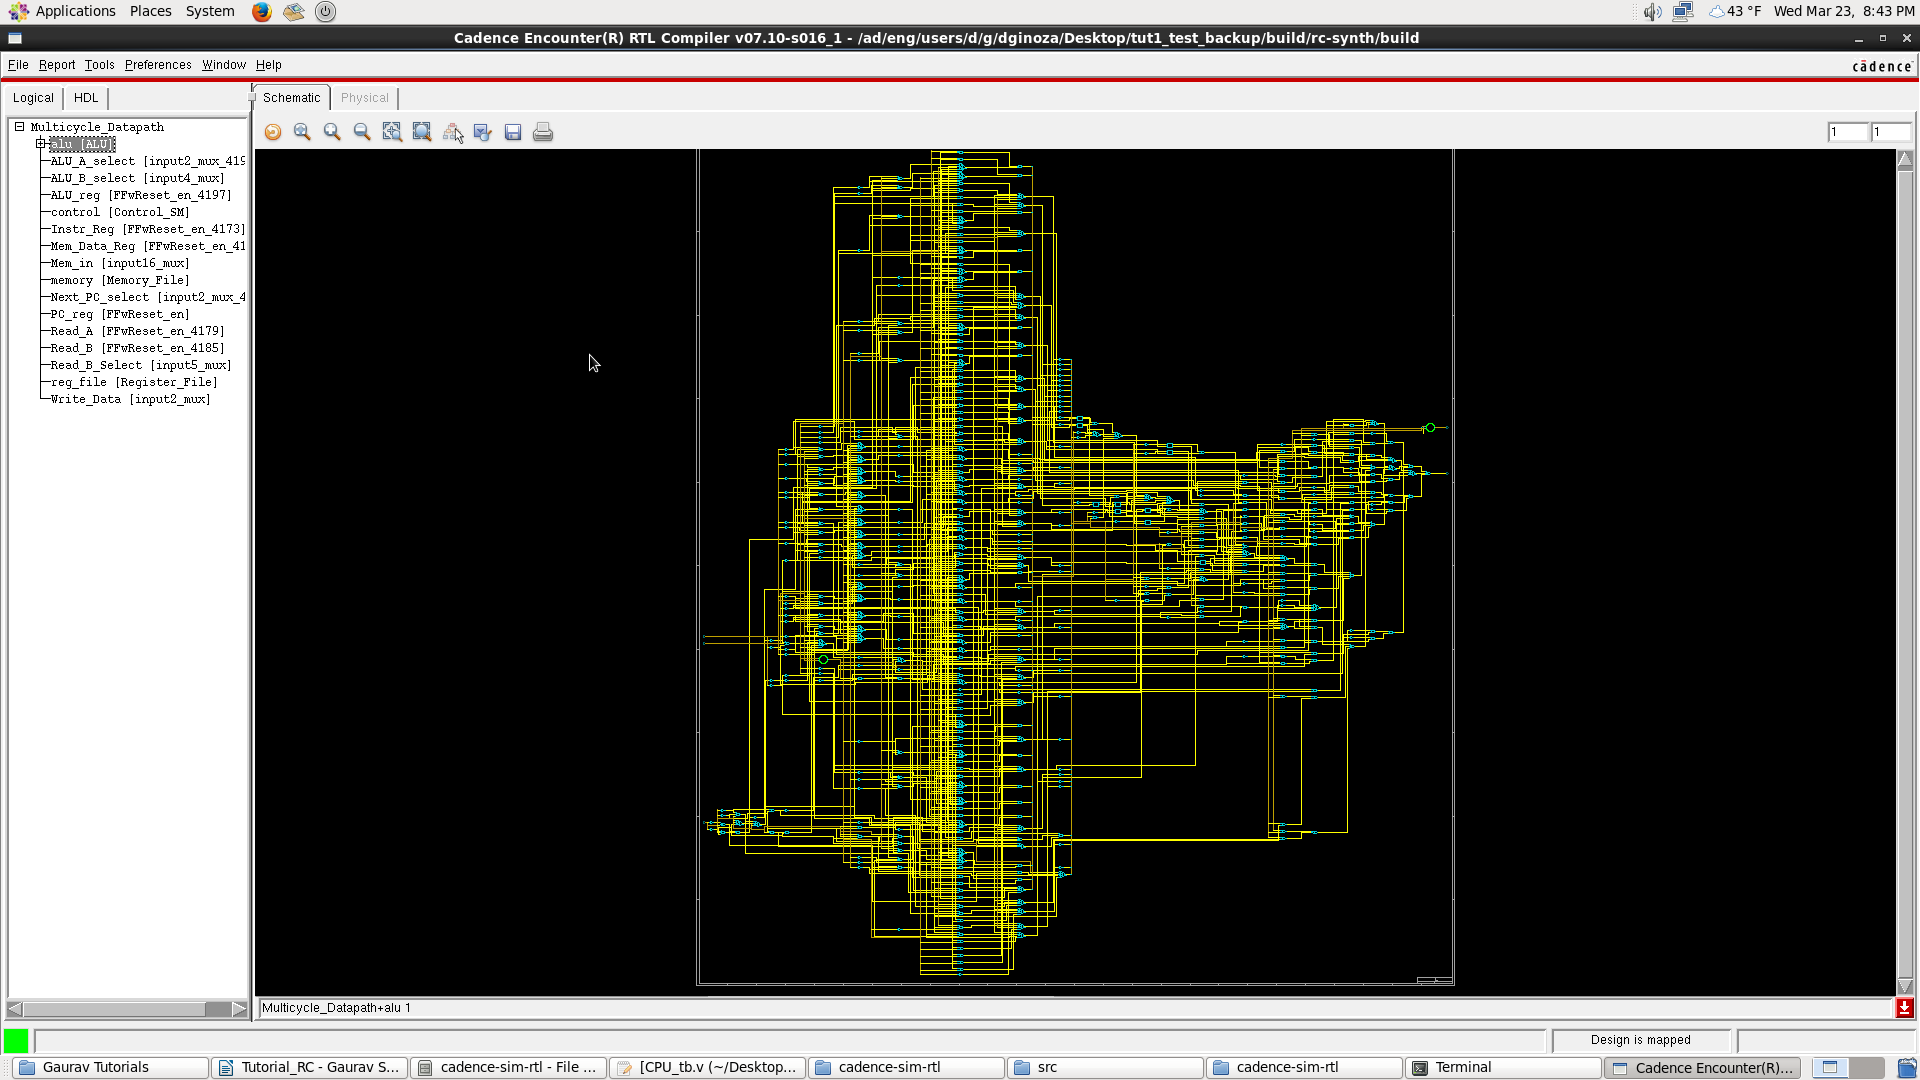 Applications Places System 43 °F Wed Mar 23, 8:43 PM
Cadence Encounter(R) RTL Compiler v07.10-s016_1 - /ad/eng/users/d/g/dginoza/Desktop/tut1_test_backup/build/rc-synth/build
File Report Tools Preferences Window Help cādence
Logical HDL Schematic Physical
1 1
Multicycle_Datapath
alu [ALU]
ALU_A_select [input2_mux_419
ALU_B_select [input4_mux]
ALU_reg [FFwReset_en_4197]
control [Control_SM]
Instr_Reg [FFwReset_en_4173]
Mem_Data_Reg [FFwReset_en_41
Mem_in [input16_mux]
memory [Memory_File]
Next_PC_select [input2_mux_4
PC_reg [FFwReset_en]
Read_A [FFwReset_en_4179]
Read_B [FFwReset_en_4185]
Read_B_Select [input5_mux]
reg_file [Register_File]
Write_Data [input2_mux]
Multicycle_Datapath+alu 1
Design is mapped
Gaurav Tutorials Tutorial_RC - Gaurav S... cadence-sim-rtl - File ... [CPU_tb.v (~/Desktop... cadence-sim-rtl src cadence-sim-rtl Terminal Cadence Encounter(R)...